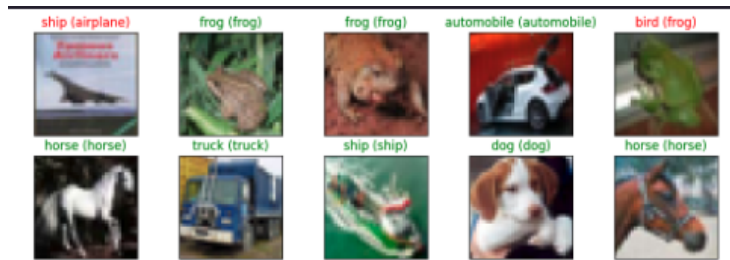 ship (airplane)
frog (frog)
frog (frog)
automobile (automobile)
bird (frog)
horse (horse)
truck (truck)
ship (ship)
dog (dog)
horse (horse)